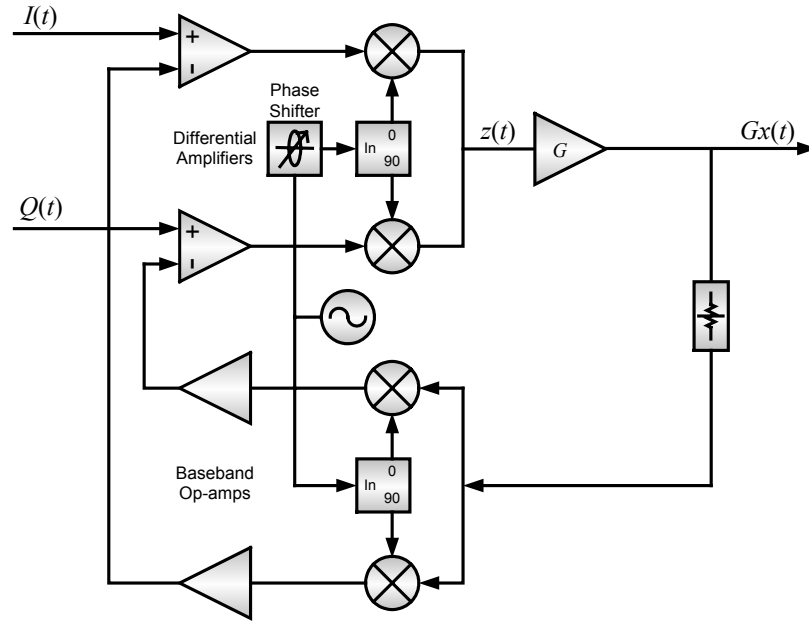 I(t)
+
-
Phase
Shifter
Differential
Amplifiers
In
0
90
z(t)
G
Gx(t)
Q(t)
+
-
Baseband
Op-amps
In
0
90